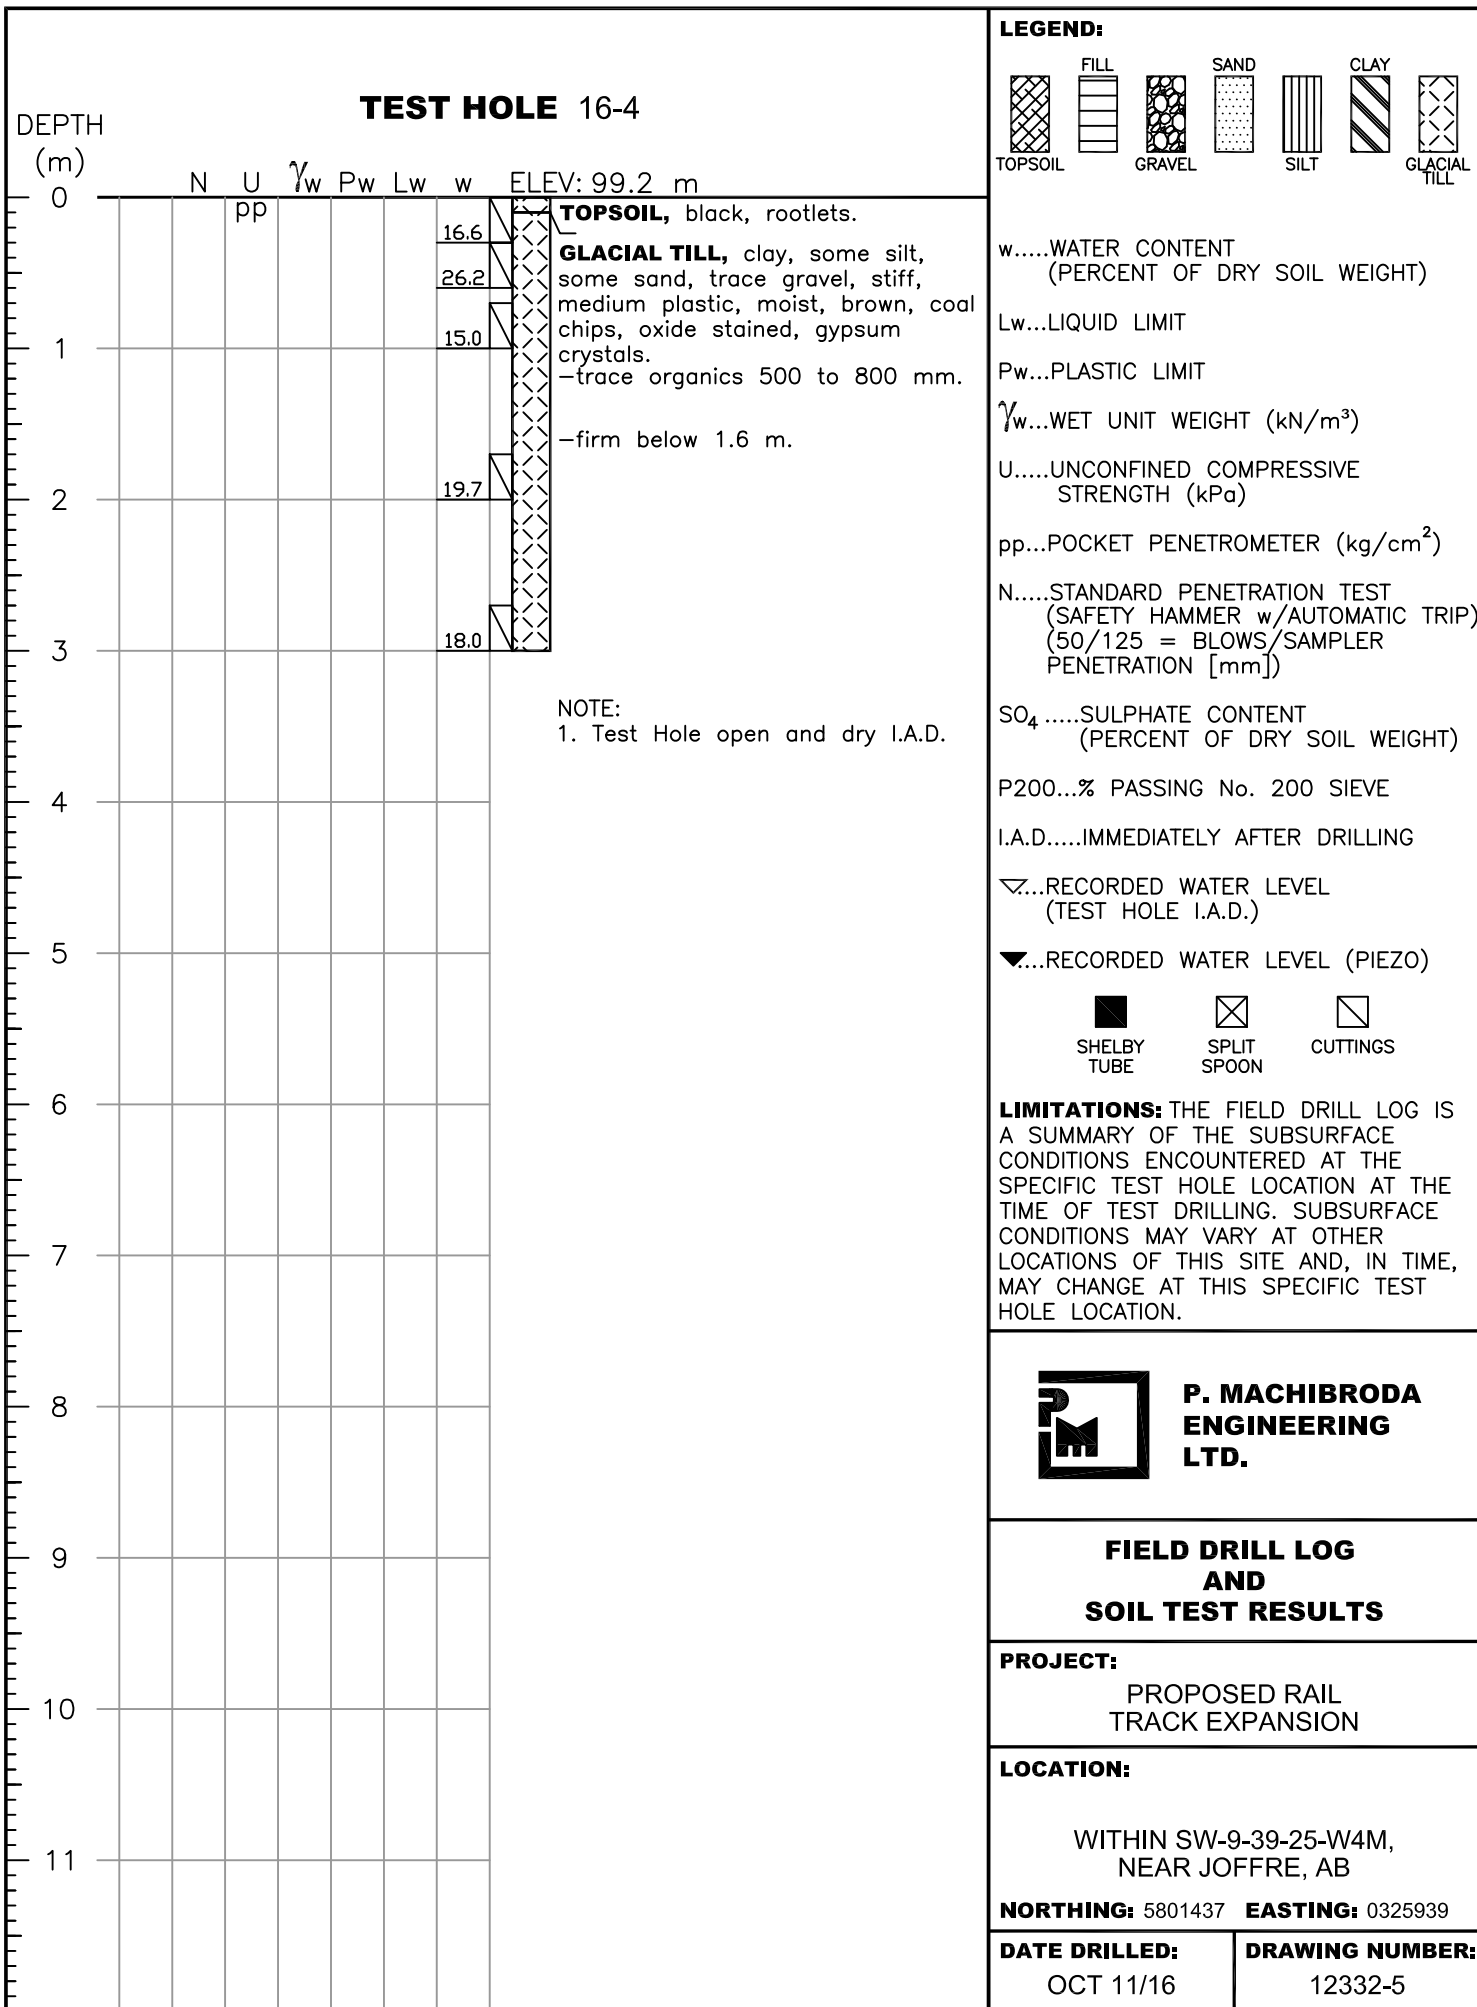 TEST HOLE 16-4
DEPTH
(m)
N U γw Pw Lw w ELEV: 99.2 m
pp
0
1
2
3
4
5
6
7
8
9
10
11
16.6
26.2
15.0
19.7
18.0
TOPSOIL, black, rootlets.
GLACIAL TILL, clay, some silt,
some sand, trace gravel, stiff,
medium plastic, moist, brown, coal
chips, oxide stained, gypsum
crystals.
–trace organics 500 to 800 mm.
–firm below 1.6 m.
NOTE:
1. Test Hole open and dry I.A.D.
LEGEND:
FILL SAND CLAY
TOPSOIL GRAVEL SILT GLACIAL
TILL
w.....WATER CONTENT
(PERCENT OF DRY SOIL WEIGHT)
Lw...LIQUID LIMIT
Pw...PLASTIC LIMIT
γw...WET UNIT WEIGHT (kN/m³)
U.....UNCONFINED COMPRESSIVE
STRENGTH (kPa)
pp...POCKET PENETROMETER (kg/cm²)
N.....STANDARD PENETRATION TEST
(SAFETY HAMMER w/AUTOMATIC TRIP)
(50/125 = BLOWS/SAMPLER
PENETRATION [mm])
SO₄.....SULPHATE CONTENT
(PERCENT OF DRY SOIL WEIGHT)
P200...% PASSING No. 200 SIEVE
I.A.D.....IMMEDIATELY AFTER DRILLING
....RECORDED WATER LEVEL
(TEST HOLE I.A.D.)
....RECORDED WATER LEVEL (PIEZO)
SHELBY
TUBE
SPLIT
SPOON
CUTTINGS
LIMITATIONS: THE FIELD DRILL LOG IS
A SUMMARY OF THE SUBSURFACE
CONDITIONS ENCOUNTERED AT THE
SPECIFIC TEST HOLE LOCATION AT THE
TIME OF TEST DRILLING. SUBSURFACE
CONDITIONS MAY VARY AT OTHER
LOCATIONS OF THIS SITE AND, IN TIME,
MAY CHANGE AT THIS SPECIFIC TEST
HOLE LOCATION.
P. MACHIBRODA
ENGINEERING
LTD.
FIELD DRILL LOG
AND
SOIL TEST RESULTS
PROJECT:
PROPOSED RAIL
TRACK EXPANSION
LOCATION:
WITHIN SW-9-39-25-W4M,
NEAR JOFFRE, AB
NORTHING: 5801437 EASTING: 0325939
DATE DRILLED:
OCT 11/16
DRAWING NUMBER:
12332-5